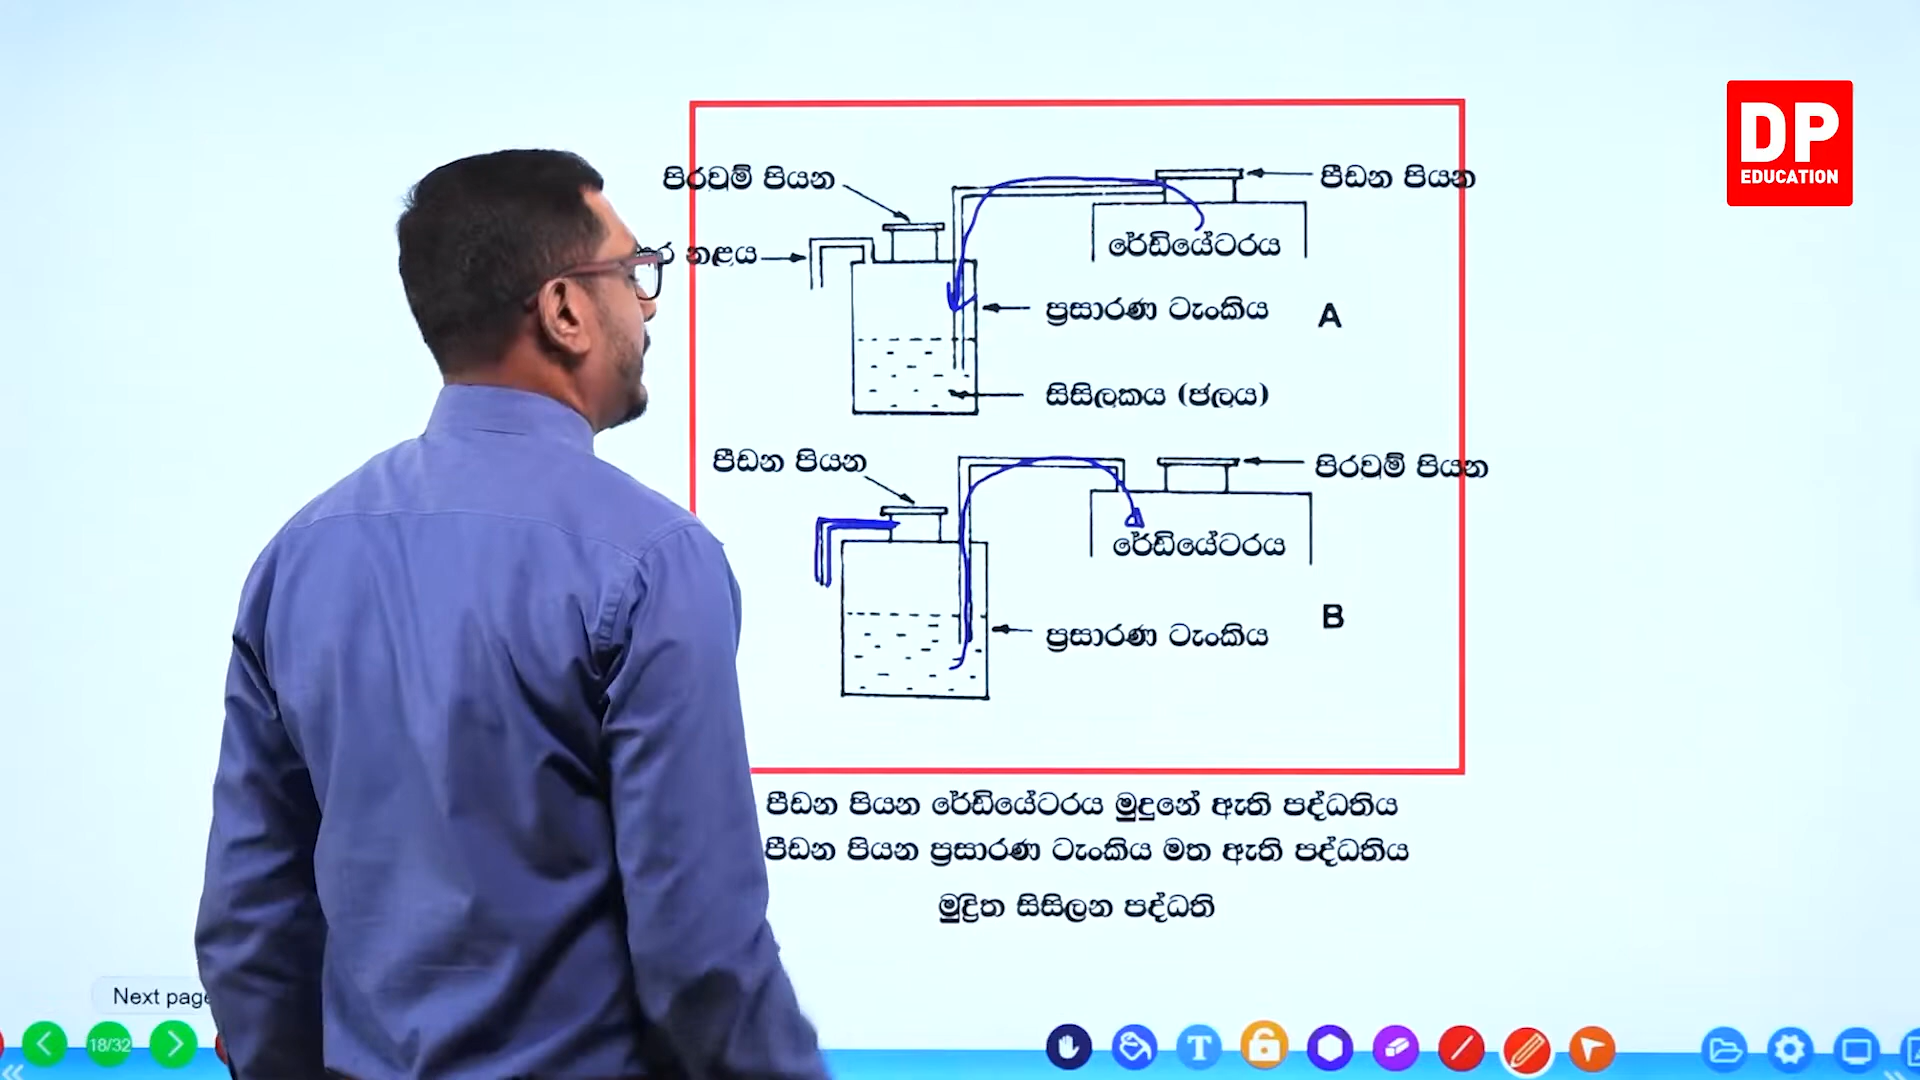 DP
EDUCATION
පිරවුම් පියන
පීඩන පියන
නළය
රේඩියේටරය
ප්‍රසාරණ ටැංකිය
A
සිසිලකය (ජලය)
පීඩන පියන
පිරවුම් පියන
රේඩියේටරය
ප්‍රසාරණ ටැංකිය
B
පීඩන පියන රේඩියේටරය මුදුනේ ඇති පද්ධතිය
පීඩන පියන ප්‍රසාරණ ටැංකිය මත ඇති පද්ධතිය
මුද්‍රිත සිසිලන පද්ධති
Next page
18/32
T